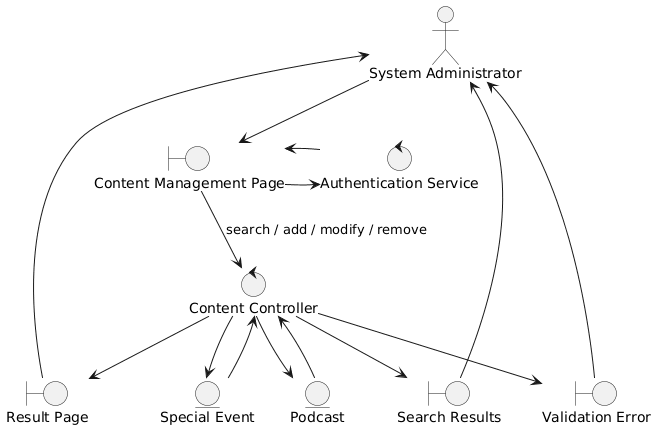 System Administrator
Content Management Page
Authentication Service
search / add / modify / remove
Content Controller
Result Page
Special Event
Podcast
Search Results
Validation Error